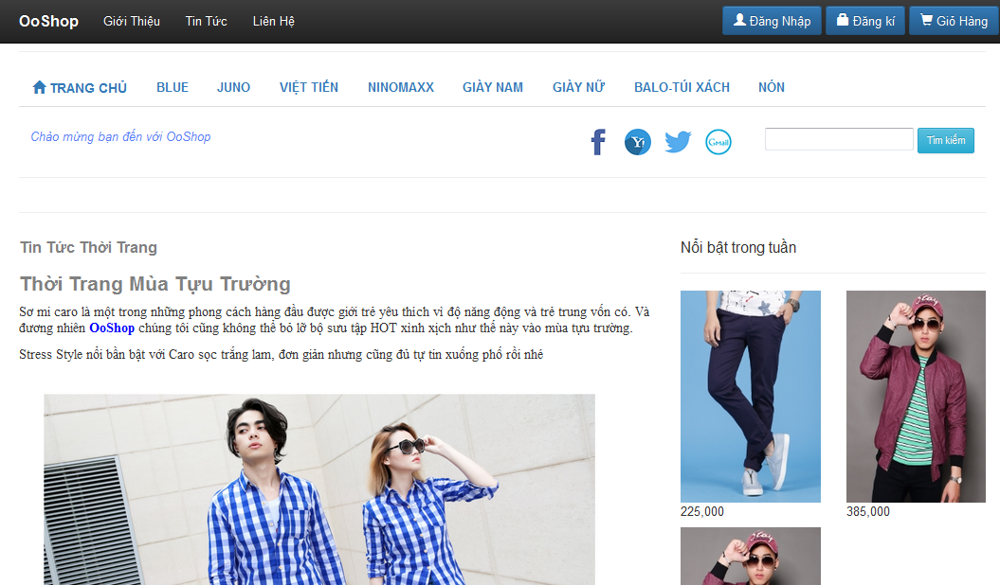 OoShop Giới Thiệu Tin Tức Liên Hệ Đăng Nhập Đăng kí Giỏ Hàng
TRANG CHỦ BLUE JUNO VIỆT TIẾN NINOMAXX GIÀY NAM GIÀY NỮ BALO-TÚI XÁCH NÓN
Chào mừng bạn đến với OoShop
f Y! Gmail Tìm kiếm
Tin Tức Thời Trang
Thời Trang Mùa Tựu Trường
Sơ mi caro là một trong những phong cách hàng đầu được giới trẻ yêu thích vì độ năng động và trẻ trung vốn có. Và
đương nhiên OoShop chúng tôi cũng không thể bỏ lỡ bộ sưu tập HOT xinh xịch như thế này vào mùa tựu trường.
Stress Style nổi bần bật với Caro sọc trắng lam, đơn giản nhưng cũng đủ tự tin xuống phố rồi nhé
Nổi bật trong tuần
225,000 385,000